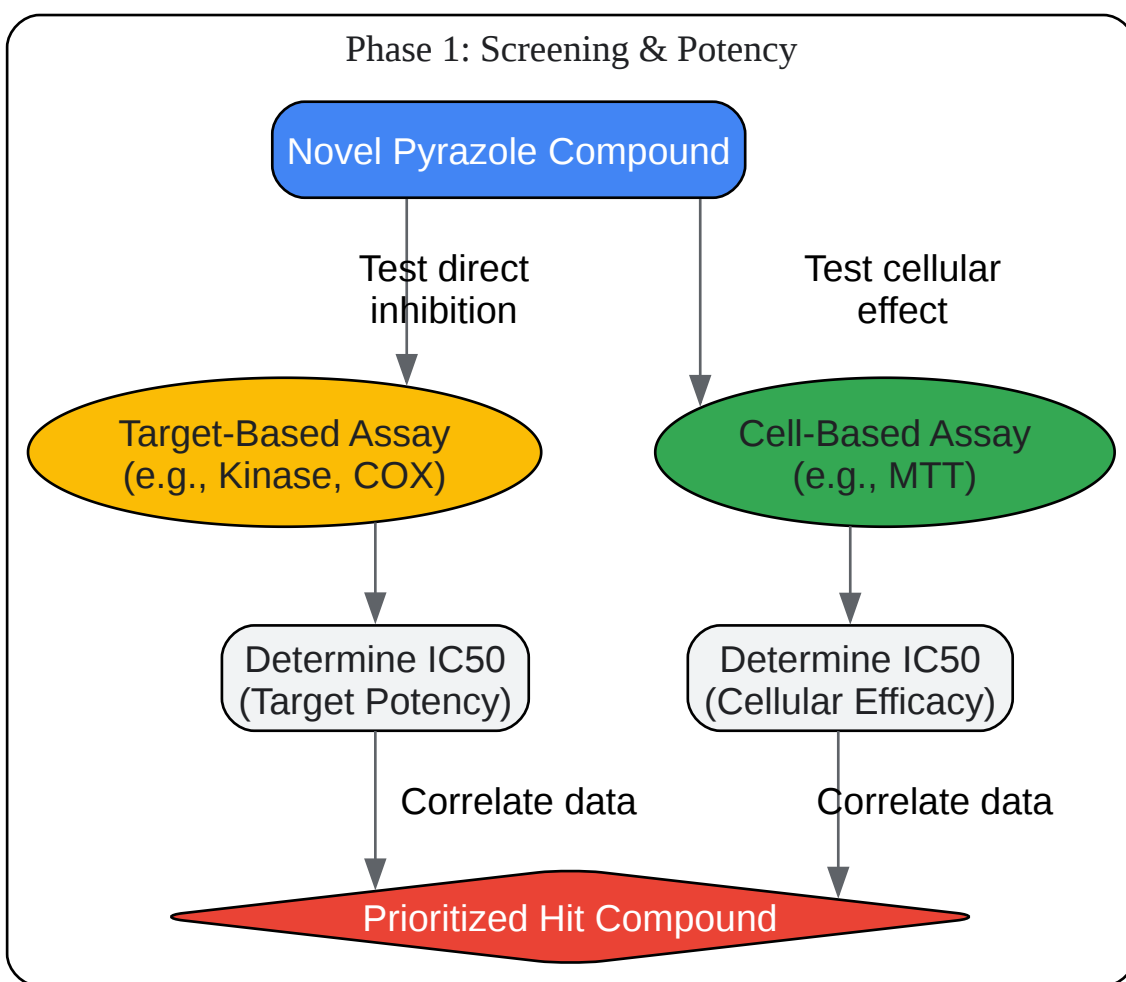 Phase 1: Screening & Potency
Novel Pyrazole Compound
Test direct
inhibition
Test cellular
effect
Target-Based Assay
(e.g., Kinase, COX)
Cell-Based Assay
(e.g., MTT)
Determine IC50
(Target Potency)
Determine IC50
(Cellular Efficacy)
Correlate data
Correlate data
Prioritized Hit Compound